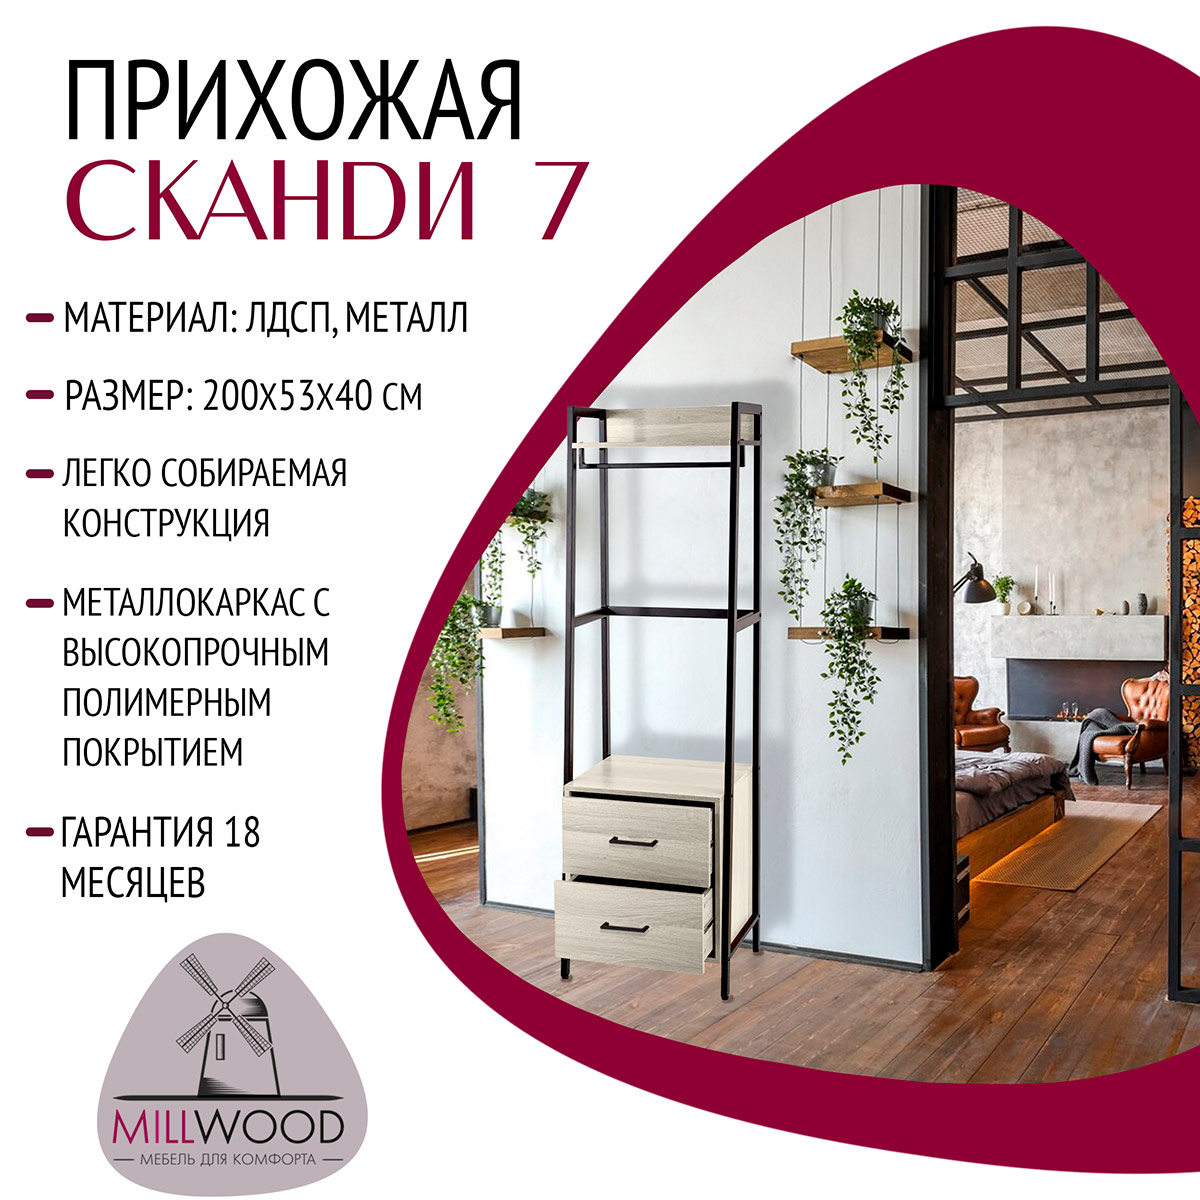 ПРИХОЖАЯ
СКАНДИ 7
МАТЕРИАЛ: ЛДСП, МЕТАЛЛ
РАЗМЕР: 200Х53Х40 СМ
ЛЕГКО СОБИРАЕМАЯ
КОНСТРУКЦИЯ
МЕТАЛЛОКАРКАС С
ВЫСОКОПРОЧНЫМ
ПОЛИМЕРНЫМ
ПОКРЫТИЕМ
ГАРАНТИЯ 18
МЕСЯЦЕВ
MILLWOOD
— МЕБЕЛЬ ДЛЯ КОМФОРТА —